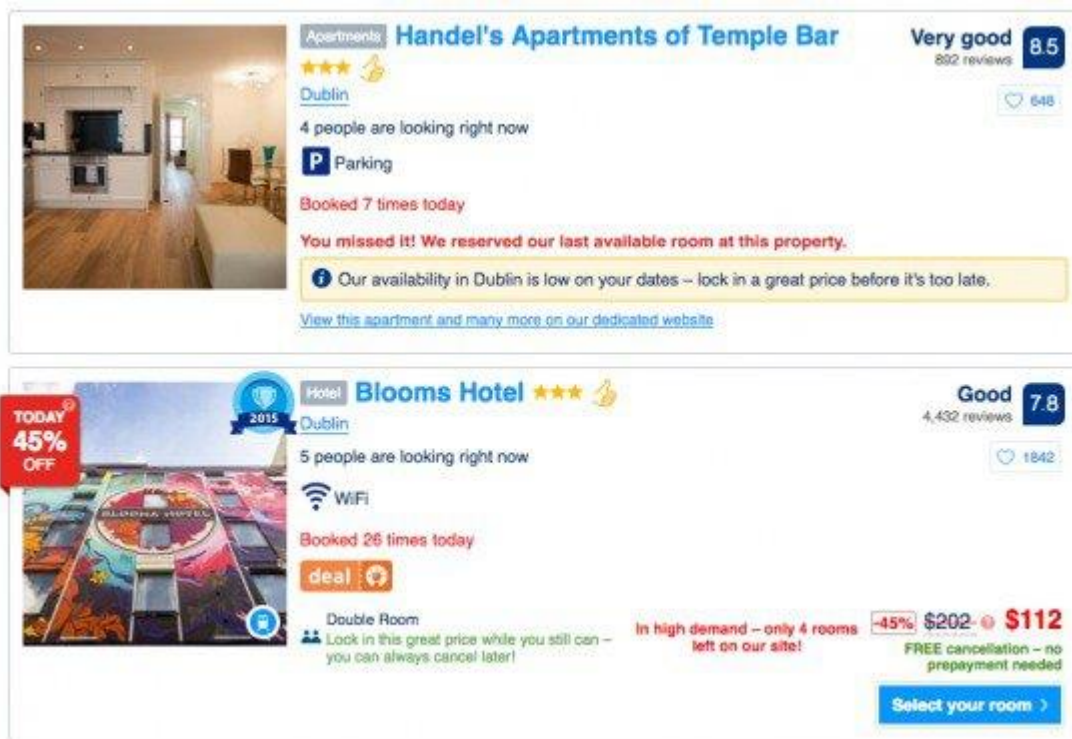 Apartments Handel's Apartments of Temple Bar
Very good 8.5
892 reviews
Dublin
648
4 people are looking right now
P Parking
Booked 7 times today
You missed it! We reserved our last available room at this property.
Our availability in Dublin is low on your dates – lock in a great price before it's too late.
View this apartment and many more on our dedicated website
TODAY
45%
OFF
2015
BLOOMS HOTEL
Hotel Blooms Hotel
Good 7.8
4,432 reviews
Dublin
1842
5 people are looking right now
WiFi
Booked 26 times today
deal
Double Room
Lock in this great price while you still can –
you can always cancel later!
In high demand – only 4 rooms
left on our site!
-45% $202 $112
FREE cancellation – no
prepayment needed
Select your room